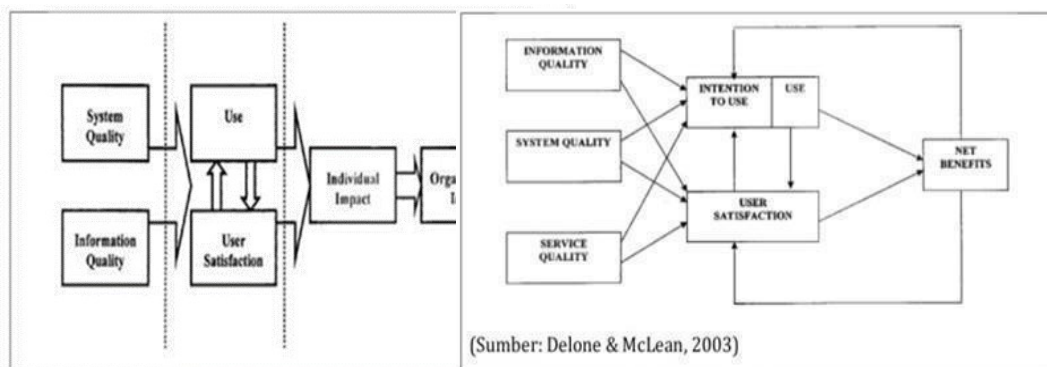 System
Quality
Use
Individual
Impact
Information
Quality
User
Satisfaction
INFORMATION
QUALITY
INTENTION
TO USE
USE
SYSTEM QUALITY
NET
BENEFITS
USER
SATISFACTION
SERVICE
QUALITY
(Sumber: Delone & McLean, 2003)